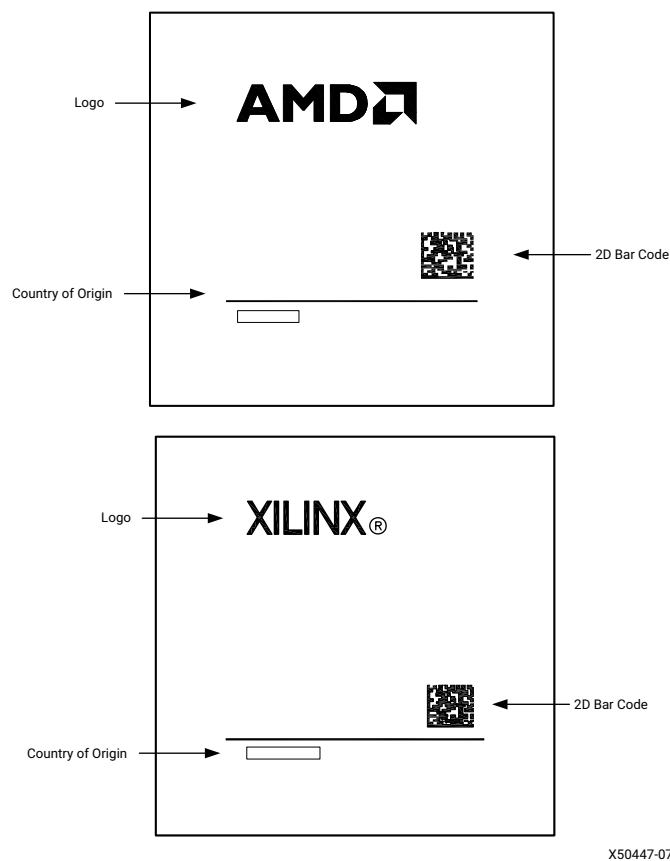 AMD
Logo
2D Bar Code
Country of Origin
XILINX®
Logo
2D Bar Code
Country of Origin
X50447-07